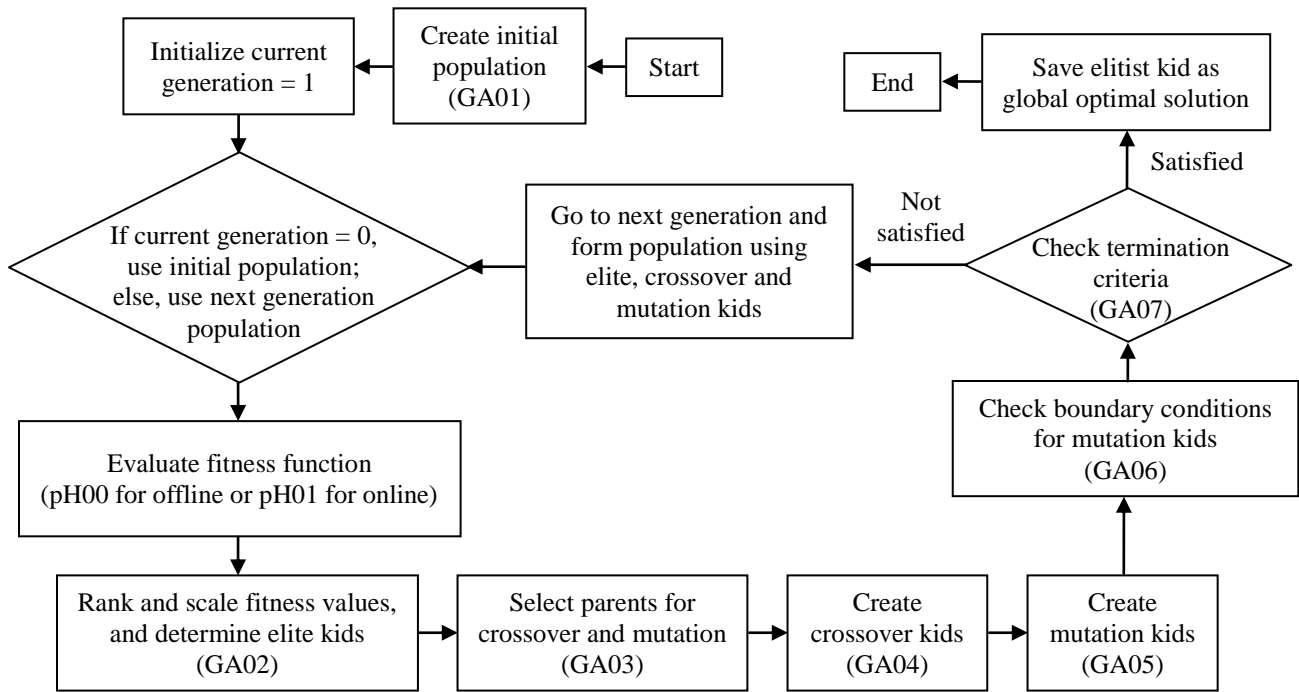 Start
Create initial
population
(GA01)
Initialize current
generation = 1
If current generation = 0,
use initial population;
else, use next generation
population
Evaluate fitness function
(pH00 for offline or pH01 for online)
Rank and scale fitness values,
and determine elite kids
(GA02)
Select parents for
crossover and mutation
(GA03)
Create
crossover kids
(GA04)
Create
mutation kids
(GA05)
Check boundary conditions
for mutation kids
(GA06)
Check termination
criteria
(GA07)
Not
satisfied
Go to next generation and
form population using
elite, crossover and
mutation kids
Satisfied
Save elitist kid as
global optimal solution
End